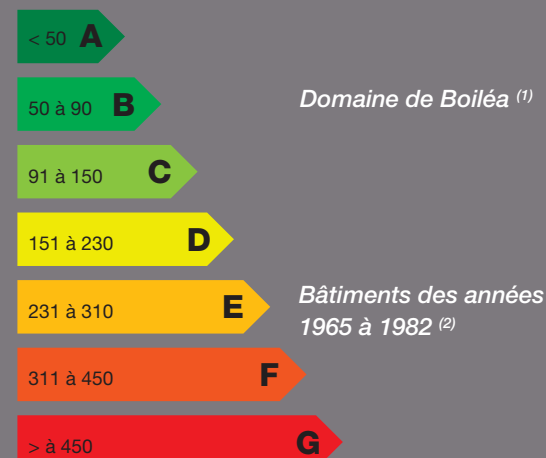 < 50 A
50 à 90 B
Domaine de Boiléa (1)
91 à 150 C
151 à 230 D
231 à 310 E
Bâtiments des années
1965 à 1982 (2)
311 à 450 F
> à 450 G